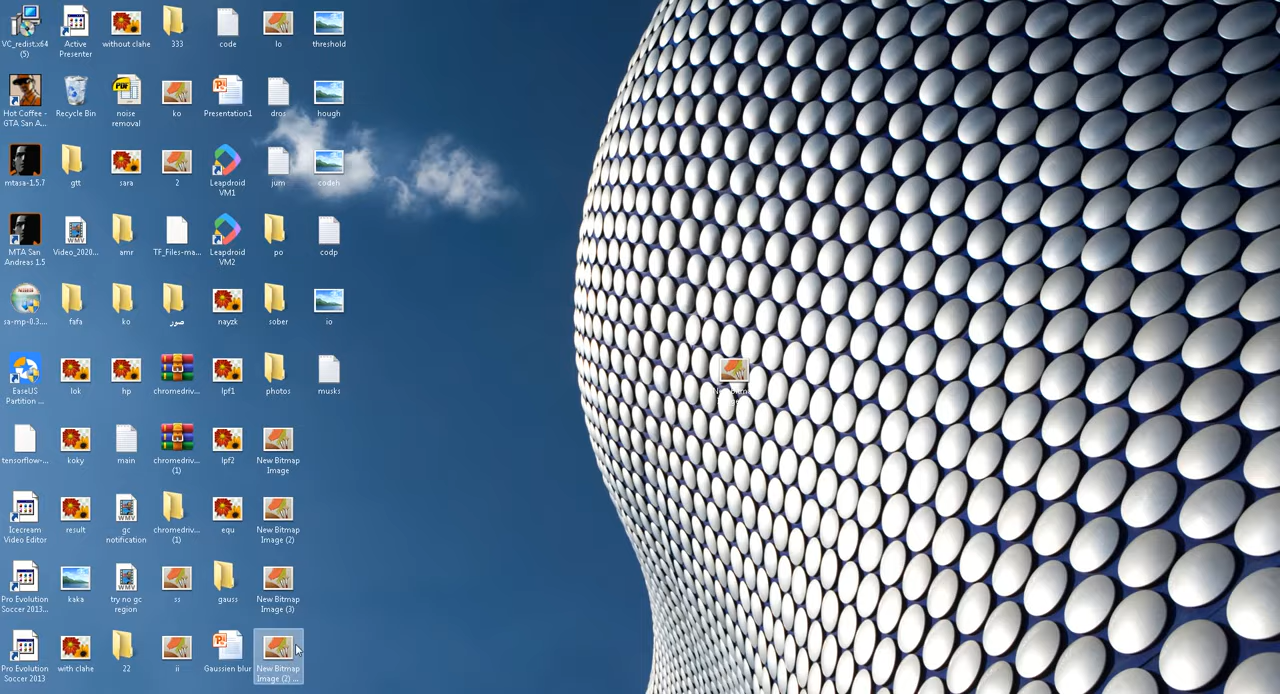 VC_redist.x64
(5)
Active
Presenter
without clahe
333
code
lo
threshold
Hot Coffee -
GTA San A...
Recycle Bin
noise
removal
ko
Presentation1
dros
hough
mtasa-1.5.7
gtt
sara
2
Leapdroid
VM1
jum
codeh
MTA San
Andreas 1.5
Video_2020...
amr
TF_Files-ma...
Leapdroid
VM2
po
codp
sa-mp-0.3....
fafa
ko
صور
nayzk
sober
io
EaseUS
Partition ...
lok
hp
chromedriv...
lpf1
photos
musks
tensorflow-...
koky
main
chromedriv...
(1)
lpf2
New Bitmap
Image
Icecream
Video Editor
result
gc
notification
chromedriv...
(1)
equ
New Bitmap
Image (2)
Pro Evolution
Soccer 2013...
kaka
try no gc
region
ss
gauss
New Bitmap
Image (3)
Pro Evolution
Soccer 2013
with clahe
22
ii
Gaussien blur
New Bitmap
Image (2) ...